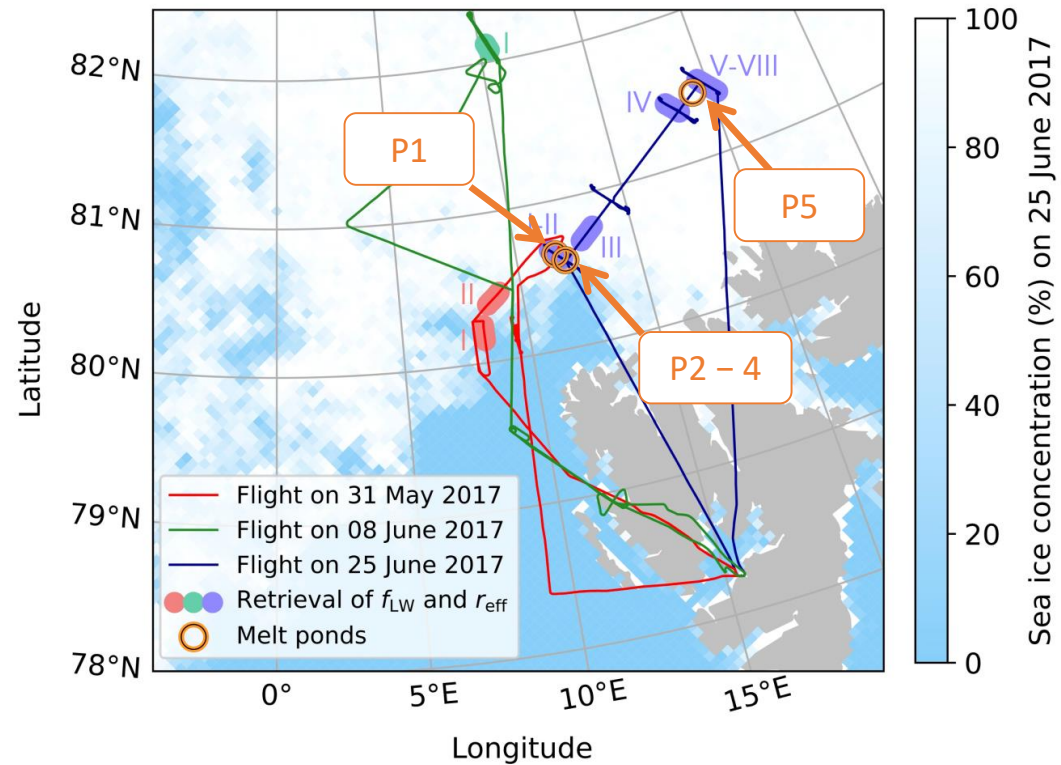 I
V-VIII
IV
82°N
P1
P5
81°N
I-II
III
II
I
80°N
P2 – 4
79°N
78°N
Latitude
Flight on 31 May 2017
Flight on 08 June 2017
Flight on 25 June 2017
Retrieval of fLW and reff
Melt ponds
0°
5°E
10°E
15°E
Longitude
100
80
60
40
20
0
Sea ice concentration (%) on 25 June 2017